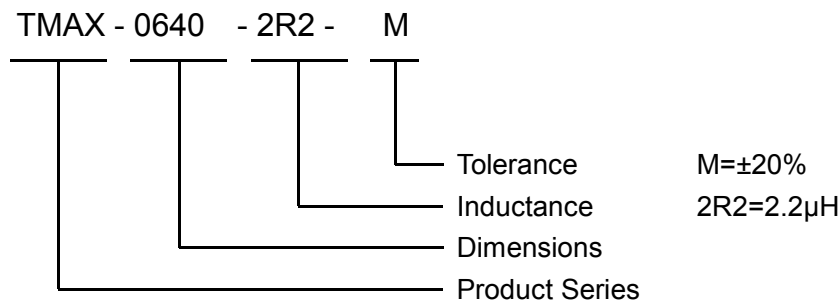 TMAX - 0640 - 2R2 - M
Tolerance M=±20%
Inductance 2R2=2.2μH
Dimensions
Product Series